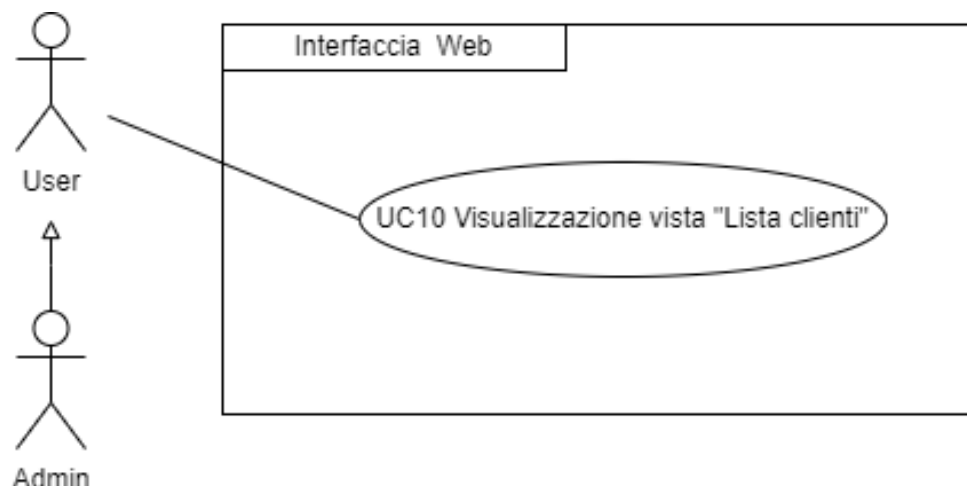 Interfaccia Web
User
UC10 Visualizzazione vista "Lista clienti"
Admin